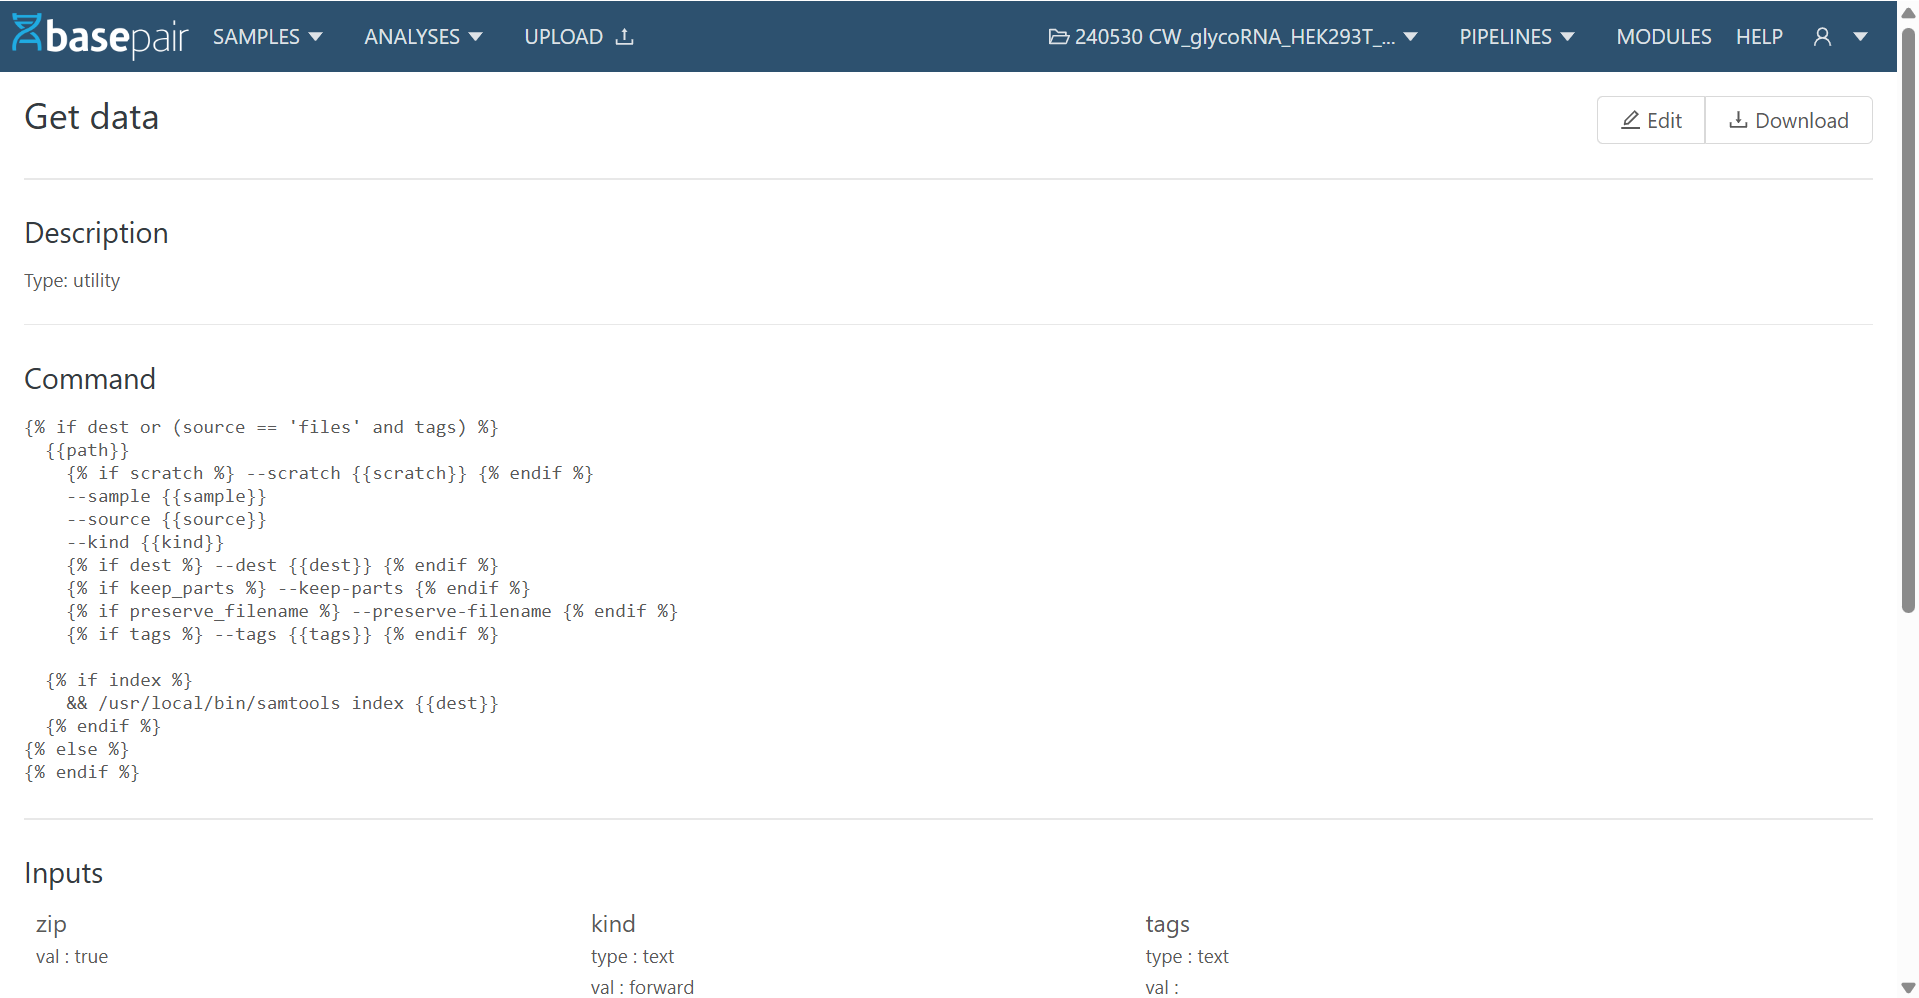 basepair SAMPLES ANALYSES UPLOAD 240530 CW_glycoRNA_HEK293T_... PIPELINES MODULES HELP
Get data
Edit Download
Description
Type: utility
Command
{% if dest or (source == 'files' and tags) %}
  {{path}}
    {% if scratch %} --scratch {{scratch}} {% endif %}
    --sample {{sample}}
    --source {{source}}
    --kind {{kind}}
    {% if dest %} --dest {{dest}} {% endif %}
    {% if keep_parts %} --keep-parts {% endif %}
    {% if preserve_filename %} --preserve-filename {% endif %}
    {% if tags %} --tags {{tags}} {% endif %}
  {% if index %}
    && /usr/local/bin/samtools index {{dest}}
  {% endif %}
{% else %}
{% endif %}
Inputs
zip kind tags
val : true type : text type : text
val : forward val :